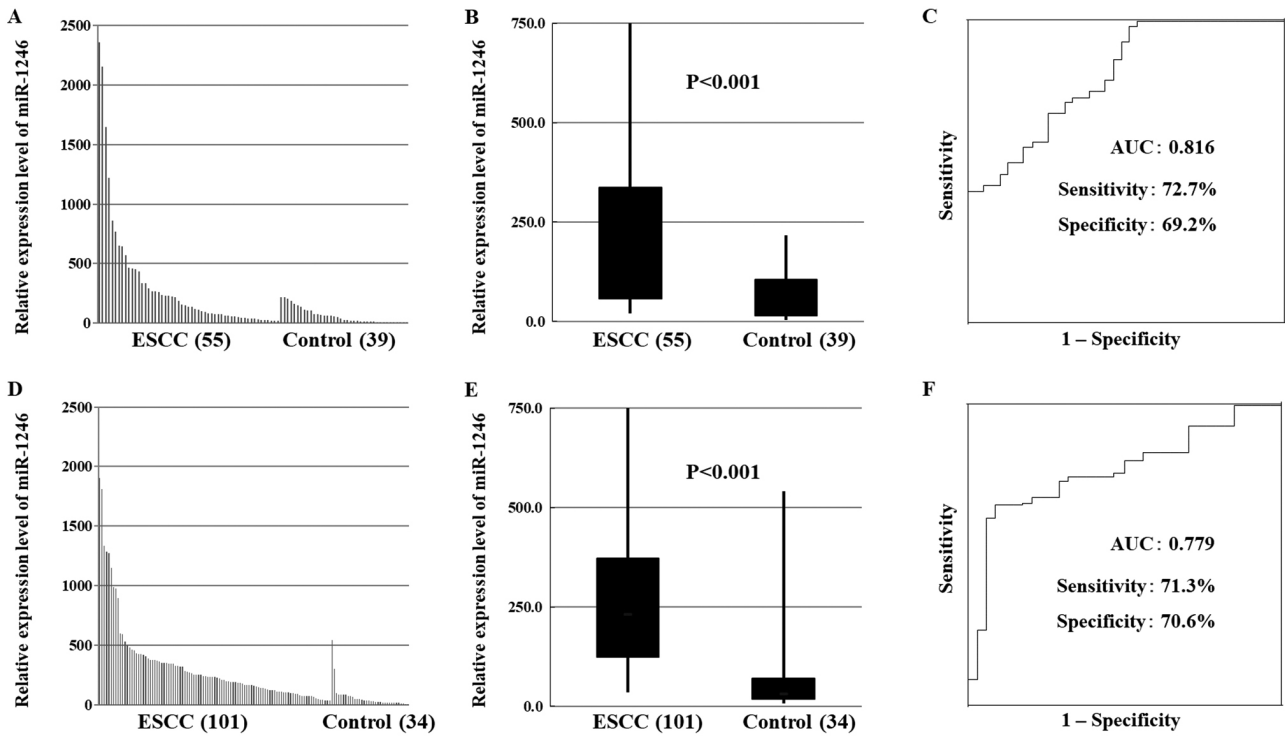 A
Relative expression level of miR-1246
2500
2000
1500
1000
500
0
ESCC (55)
Control (39)
B
Relative expression level of miR-1246
750.0
500.0
250.0
0.0
P<0.001
ESCC (55)
Control (39)
C
Sensitivity
AUC : 0.816
Sensitivity : 72.7%
Specificity : 69.2%
1 – Specificity
D
Relative expression level of miR-1246
2500
2000
1500
1000
500
0
ESCC (101)
Control (34)
E
Relative expression level of miR-1246
750.0
500.0
250.0
0.0
P<0.001
ESCC (101)
Control (34)
F
Sensitivity
AUC : 0.779
Sensitivity : 71.3%
Specificity : 70.6%
1 – Specificity